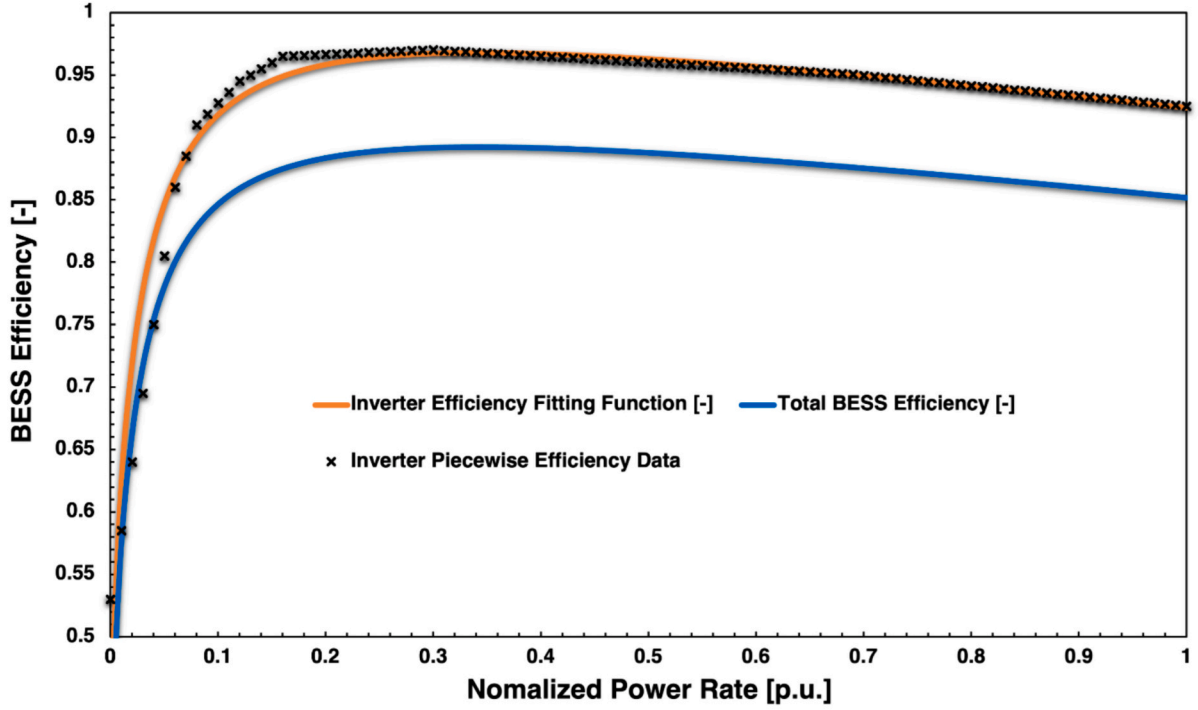 1
0.95
0.9
0.85
0.8
0.75
0.7
0.65
0.6
0.55
0.5
BESS Efficiency [-]
Inverter Efficiency Fitting Function [-] Total BESS Efficiency [-]
Inverter Piecewise Efficiency Data
0 0.1 0.2 0.3 0.4 0.5 0.6 0.7 0.8 0.9 1
Nomalized Power Rate [p.u.]